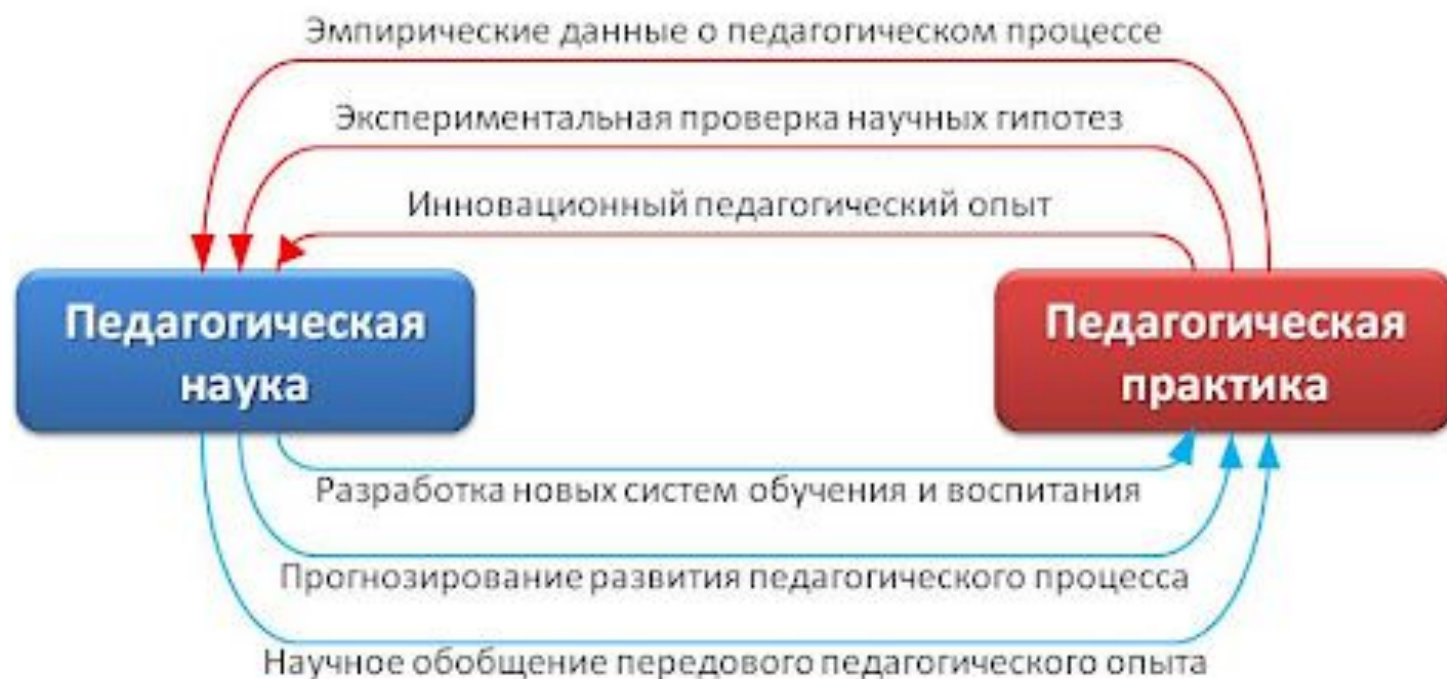 Эмпирические данные о педагогическом процессе
Экспериментальная проверка научных гипотез
Инновационный педагогический опыт
Педагогическая
наука
Педагогическая
практика
Разработка новых систем обучения и воспитания
Прогнозирование развития педагогического процесса
Научное обобщение передового педагогического опыта